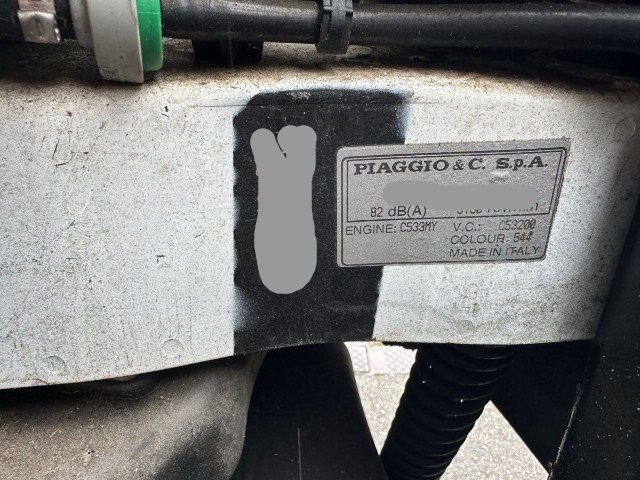 PIAGGIO & C. S.p.A.
82 dB(A)
ENGINE: C533MY V.C.: C53200
COLOUR: 544
MADE IN ITALY